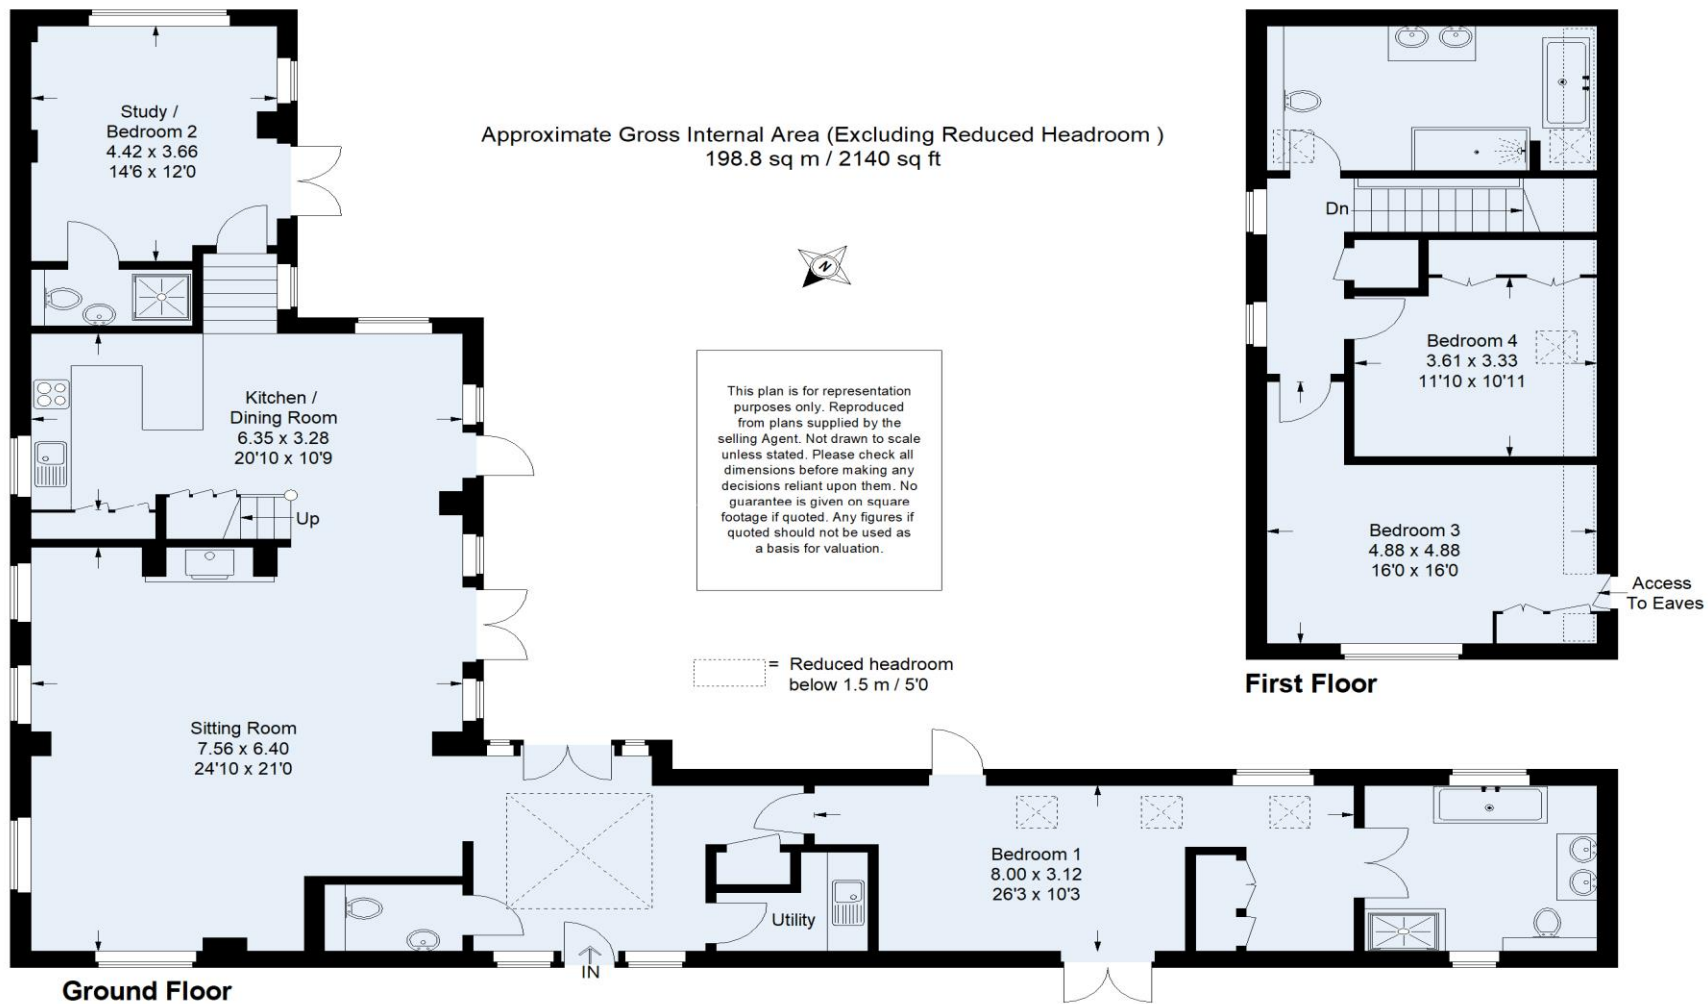 Study /
Bedroom 2
4.42 x 3.66
14'6 x 12'0
Approximate Gross Internal Area (Excluding Reduced Headroom )
198.8 sq m / 2140 sq ft
N
Kitchen /
Dining Room
6.35 x 3.28
20'10 x 10'9
Up
This plan is for representation
purposes only. Reproduced
from plans supplied by the
selling Agent. Not drawn to scale
unless stated. Please check all
dimensions before making any
decisions reliant upon them. No
guarantee is given on square
footage if quoted. Any figures if
quoted should not be used as
a basis for valuation.
= Reduced headroom
below 1.5 m / 5'0
Sitting Room
7.56 x 6.40
24'10 x 21'0
IN
Utility
Bedroom 1
8.00 x 3.12
26'3 x 10'3
Ground Floor
Dn
Bedroom 4
3.61 x 3.33
11'10 x 10'11
Bedroom 3
4.88 x 4.88
16'0 x 16'0
Access
To Eaves
First Floor